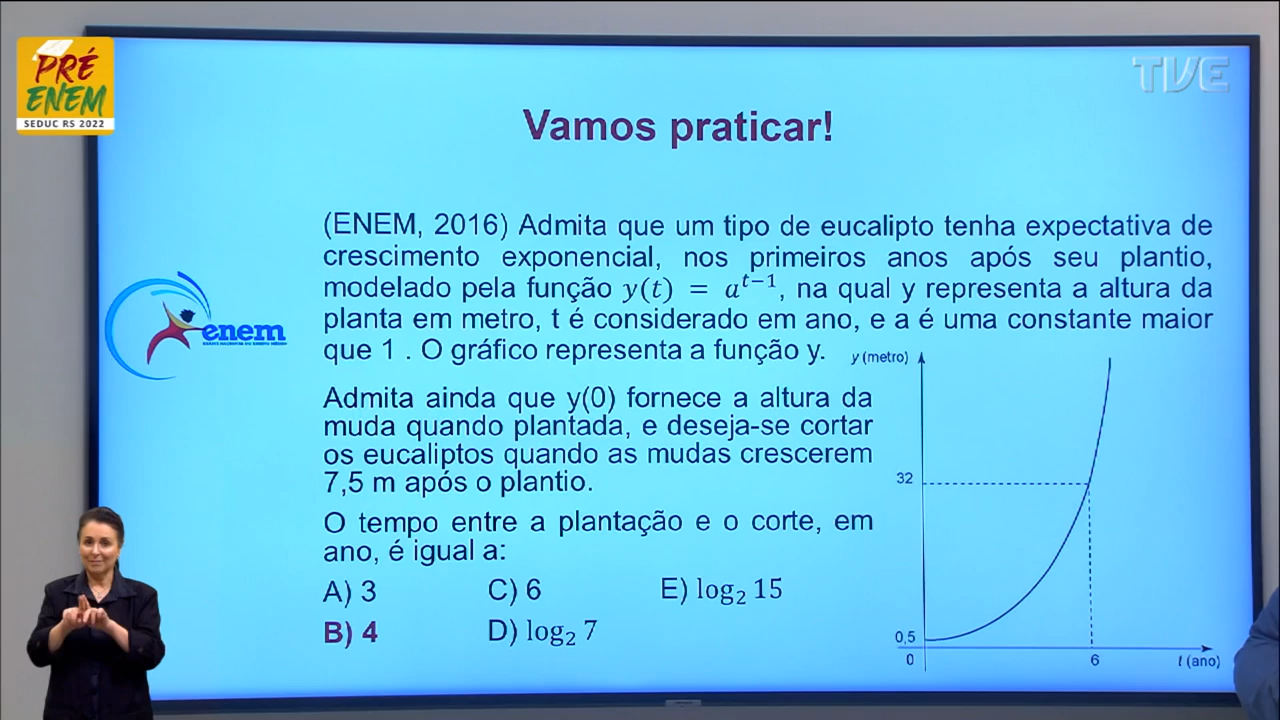 PRÉ
ENEM
SEDUC RS 2022
TVE
Vamos praticar!
(ENEM, 2016) Admita que um tipo de eucalipto tenha expectativa de
crescimento exponencial, nos primeiros anos após seu plantio,
modelado pela função y(t) = a^{t−1}, na qual y representa a altura da
planta em metro, t é considerado em ano, e a é uma constante maior
que 1 . O gráfico representa a função y.
enem
Admita ainda que y(0) fornece a altura da
muda quando plantada, e deseja-se cortar
os eucaliptos quando as mudas crescerem
7,5 m após o plantio.
O tempo entre a plantação e o corte, em
ano, é igual a:
A) 3 C) 6 E) log₂ 15
B) 4 D) log₂ 7
y (metro)
32
0,5
0 6 t (ano)